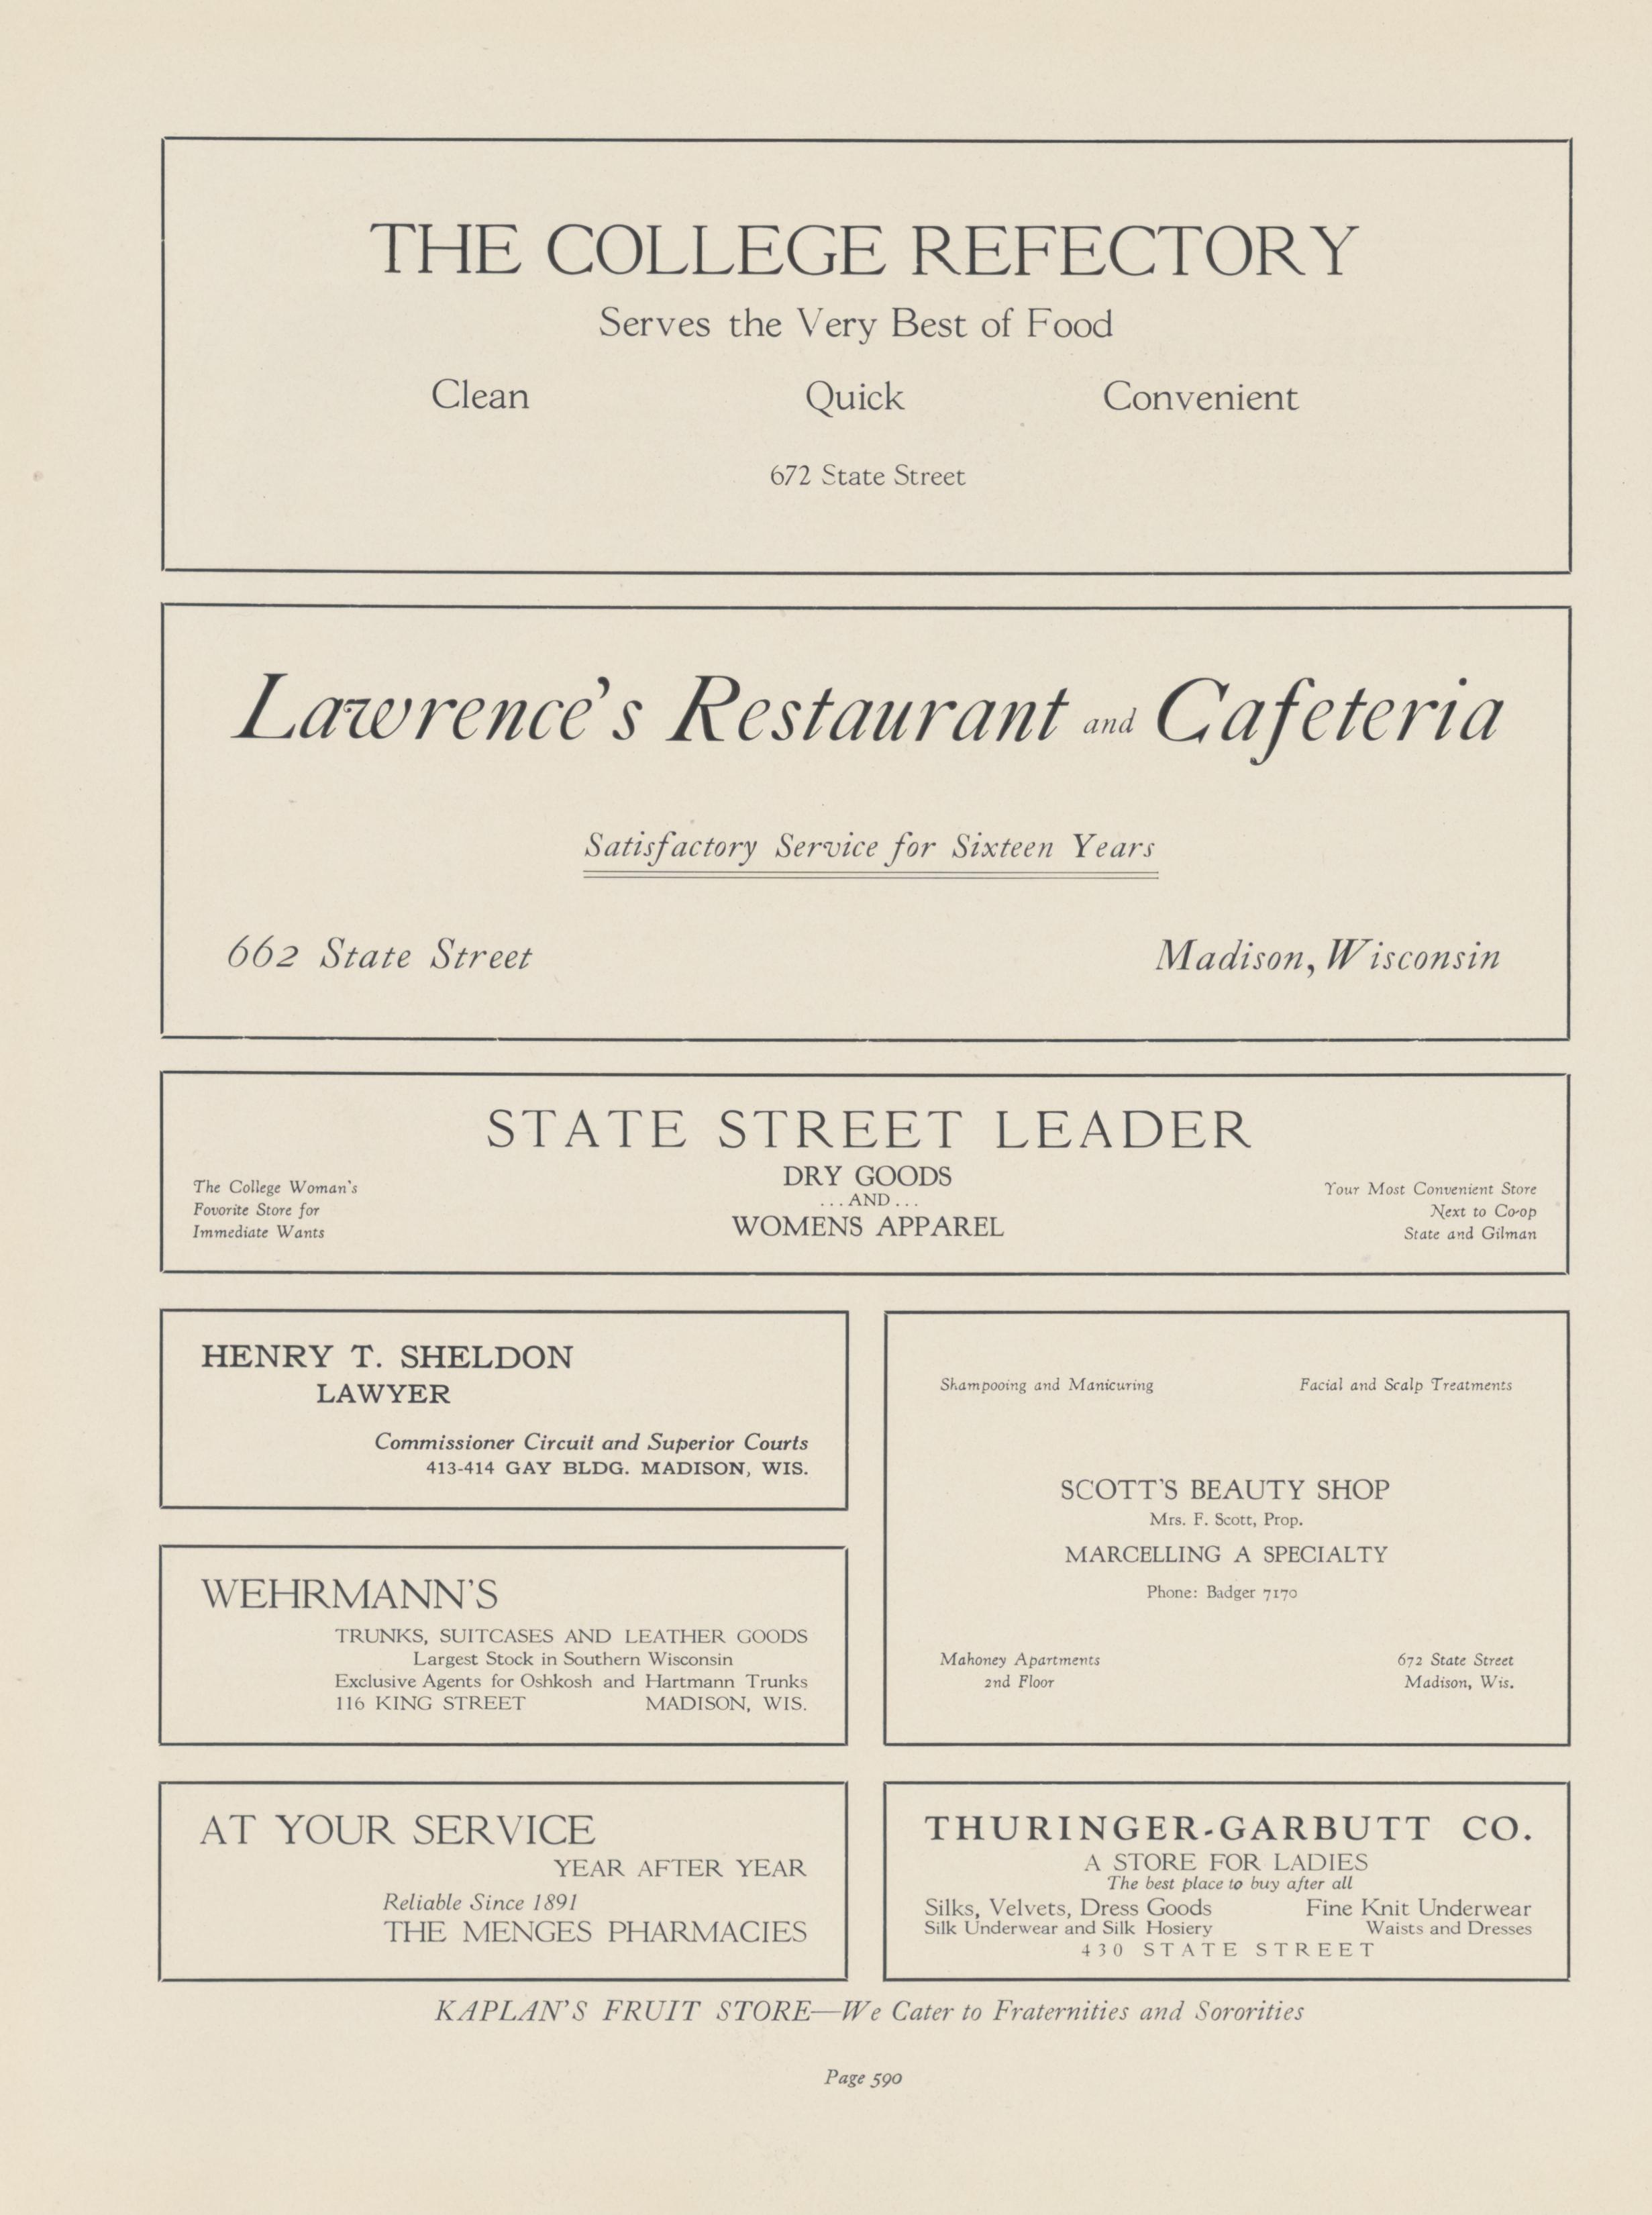 THE COLLEGE REFECTORY
Serves the Very Best of Food
Clean Quick Convenient
672 State Street
Lawrence's Restaurant and Cafeteria
Satisfactory Service for Sixteen Years
662 State Street Madison, Wisconsin
STATE STREET LEADER
The College Woman's
Fovorite Store for
Immediate Wants
DRY GOODS
...AND...
WOMENS APPAREL
Your Most Convenient Store
Next to Co-op
State and Gilman
HENRY T. SHELDON
LAWYER
Commissioner Circuit and Superior Courts
413-414 GAY BLDG. MADISON, WIS.
WEHRMANN'S
TRUNKS, SUITCASES AND LEATHER GOODS
Largest Stock in Southern Wisconsin
Exclusive Agents for Oshkosh and Hartmann Trunks
116 KING STREET MADISON, WIS.
Shampooing and Manicuring Facial and Scalp Treatments
SCOTT'S BEAUTY SHOP
Mrs. F. Scott, Prop.
MARCELLING A SPECIALTY
Phone: Badger 7170
Mahoney Apartments
2nd Floor
672 State Street
Madison, Wis.
AT YOUR SERVICE
YEAR AFTER YEAR
Reliable Since 1891
THE MENGES PHARMACIES
THURINGER-GARBUTT CO.
A STORE FOR LADIES
The best place to buy after all
Silks, Velvets, Dress Goods Fine Knit Underwear
Silk Underwear and Silk Hosiery Waists and Dresses
430 STATE STREET
KAPLAN'S FRUIT STORE—We Cater to Fraternities and Sororities
Page 590